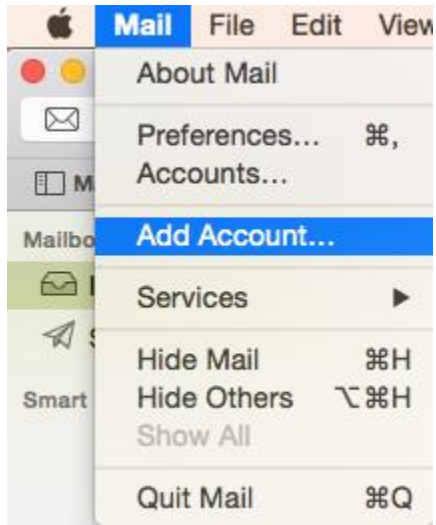 Mail File Edit View
About Mail
Preferences... ⌘,
Accounts...
Add Account...
Services ▶
Hide Mail ⌘H
Hide Others ⌥⌘H
Show All
Quit Mail ⌘Q
Mailbo
Smart